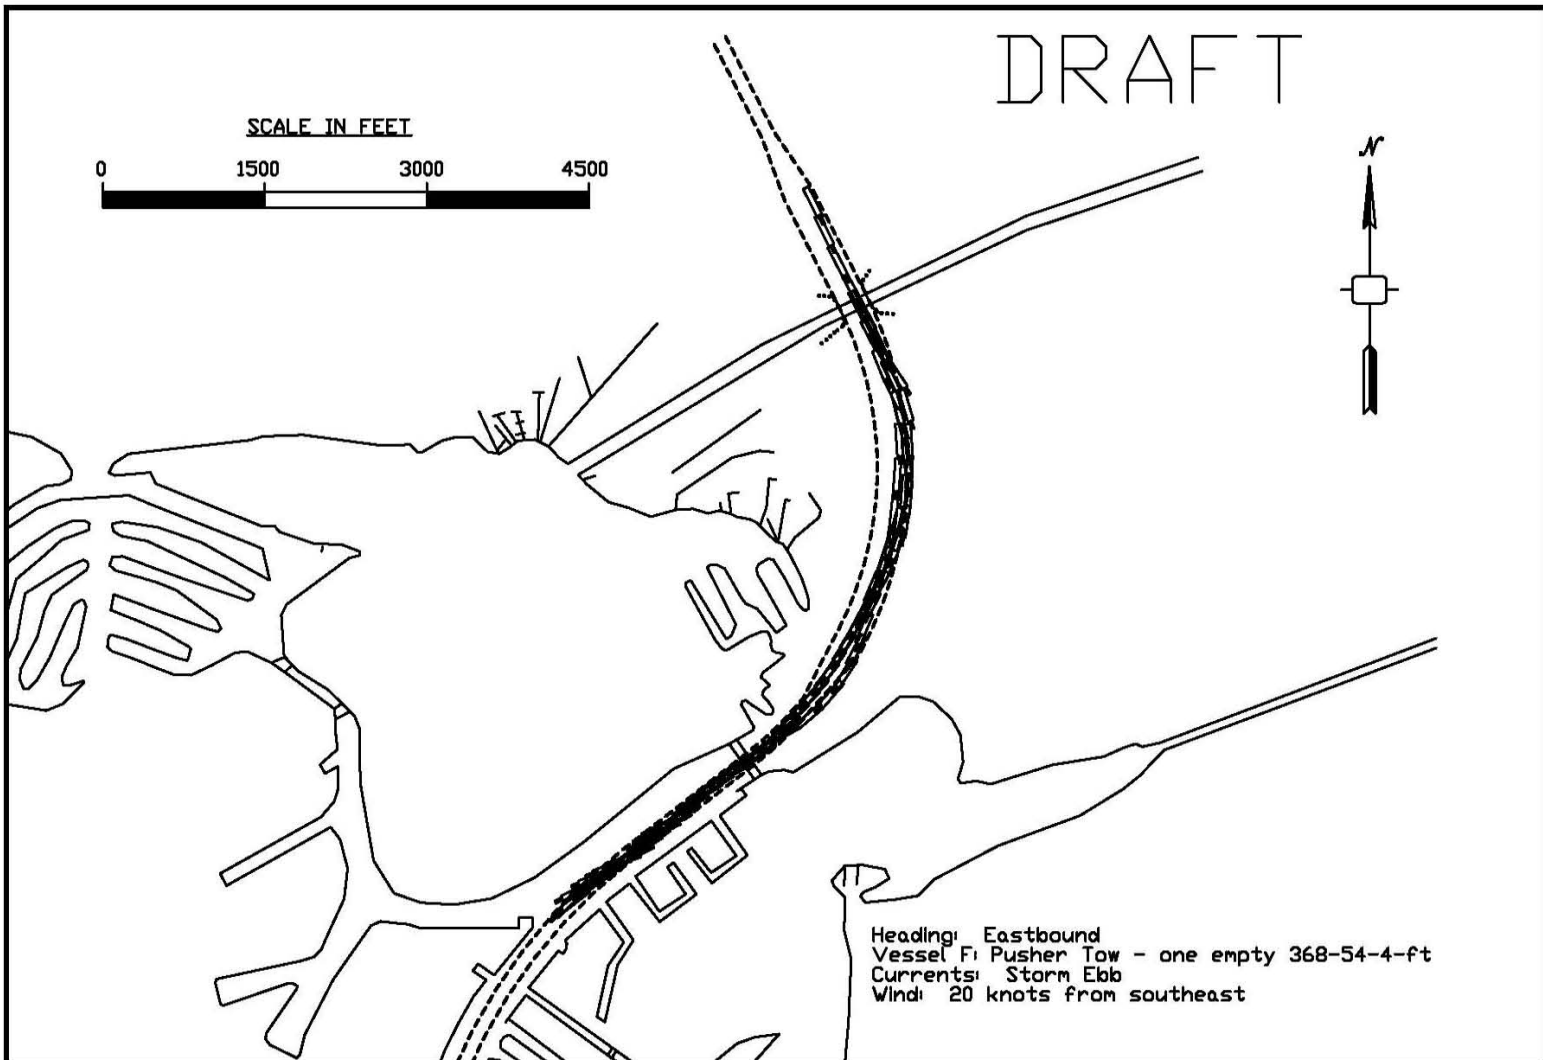 DRAFT
SCALE IN FEET
0 1500 3000 4500
N
Heading: Eastbound
Vessel F: Pusher Tow - one empty 368-54-4-ft
Currents: Storm Ebb
Wind: 20 knots from southeast